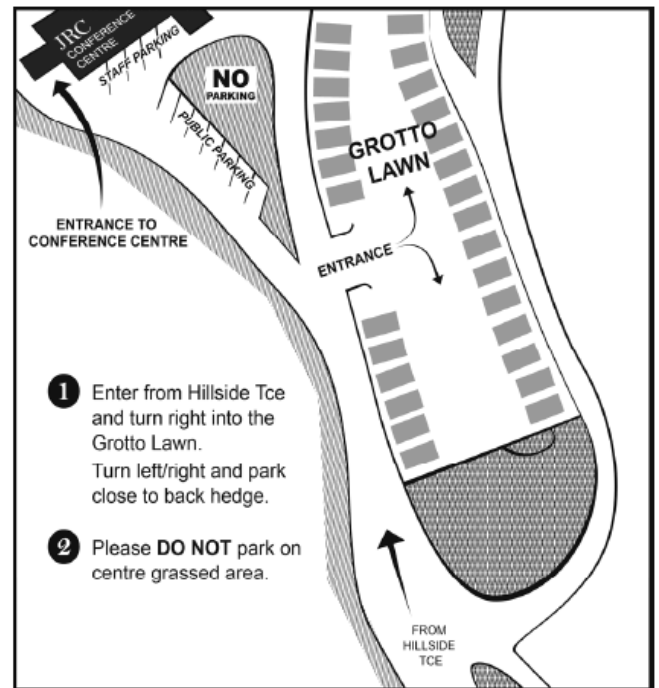 JRC
CONFERENCE
CENTRE
STAFF PARKING
NO
PARKING
PUBLIC PARKING
GROTTO
LAWN
ENTRANCE TO
CONFERENCE CENTRE
ENTRANCE
1 Enter from Hillside Tce
and turn right into the
Grotto Lawn.
Turn left/right and park
close to back hedge.
2 Please DO NOT park on
centre grassed area.
FROM
HILLSIDE
TCE